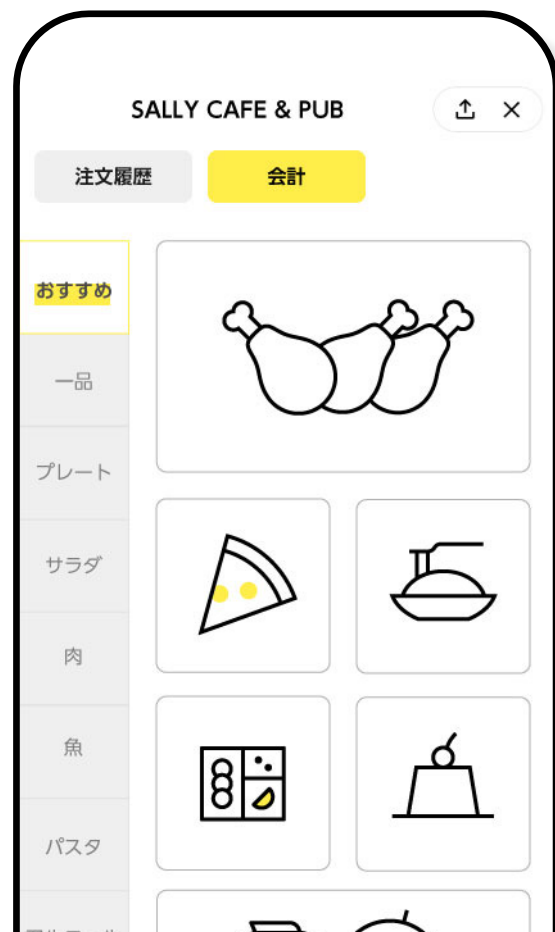 SALLY CAFE & PUB
注文履歴
会計
おすすめ
一品
プレート
サラダ
肉
魚
パスタ